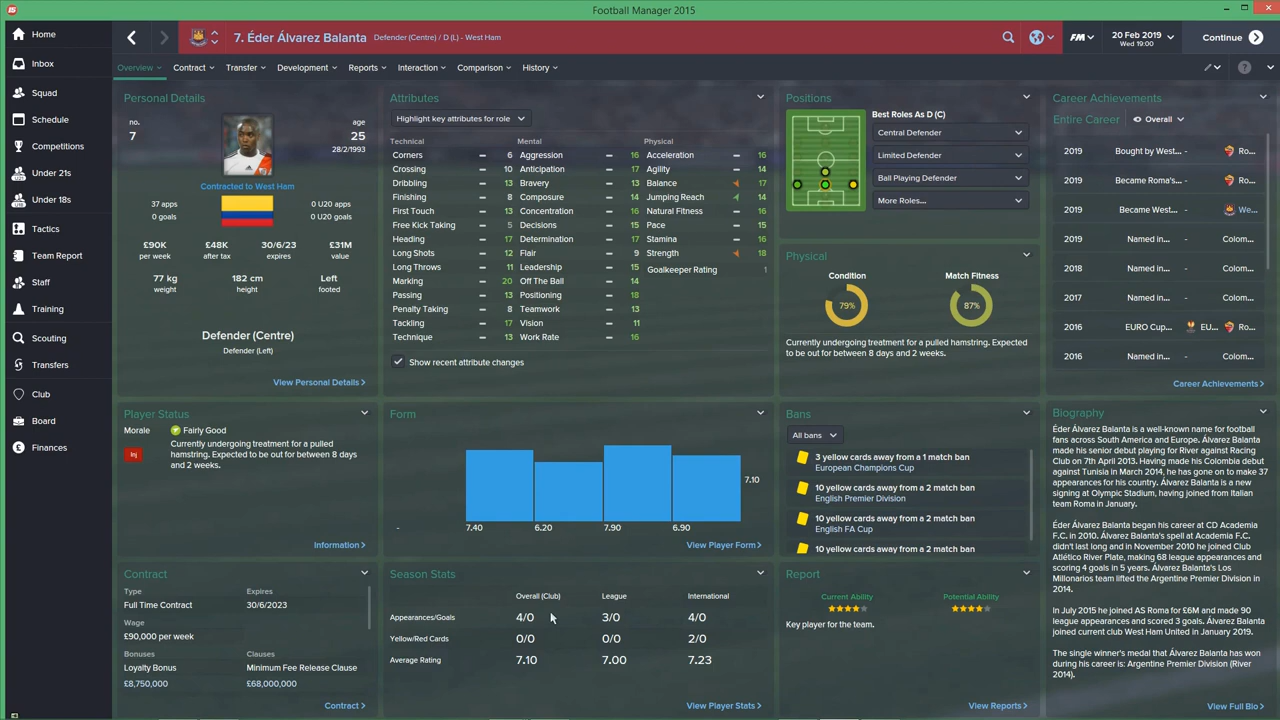 Football Manager 2015
7. Éder Álvarez Balanta
Defender (Centre) / D (L) - West Ham
FM
20 Feb 2019
Wed 19:00
Continue
Home
Inbox
Squad
Schedule
Competitions
Under 21s
Under 18s
Tactics
Team Report
Staff
Training
Scouting
Transfers
Club
Board
Finances
Overview
Contract
Transfer
Development
Reports
Interaction
Comparison
History
Personal Details
no.
7
age
25
28/2/1993
Contracted to West Ham
37 apps
0 goals
0 U20 apps
0 U20 goals
£90K
per week
£48K
after tax
30/6/23
expires
£31M
value
77 kg
weight
182 cm
height
Left
footed
Defender (Centre)
Defender (Left)
View Personal Details >
Attributes
Highlight key attributes for role
Technical Mental Physical
Corners 6 Aggression 16 Acceleration 16
Crossing 10 Anticipation 17 Agility 14
Dribbling 13 Bravery 13 Balance 17
Finishing 8 Composure 14 Jumping Reach 14
First Touch 13 Concentration 16 Natural Fitness 16
Free Kick Taking 5 Decisions 15 Pace 15
Heading 17 Determination 17 Stamina 16
Long Shots 12 Flair 9 Strength 18
Long Throws 11 Leadership 15 Goalkeeper Rating 1
Marking 20 Off The Ball 14
Passing 13 Positioning 18
Penalty Taking 8 Teamwork 13
Tackling 17 Vision 11
Technique 13 Work Rate 16
Show recent attribute changes
Positions
Best Roles As D (C)
Central Defender
Limited Defender
Ball Playing Defender
More Roles...
Physical
Condition
79%
Match Fitness
87%
Currently undergoing treatment for a pulled hamstring. Expected
to be out for between 8 days and 2 weeks.
Career Achievements
Entire Career
Overall
2019 Bought by West... - Ro...
2019 Became Roma's... - Ro...
2019 Became West... - We...
2019 Named in... - Colom...
2018 Named in... - Colom...
2017 Named in... - Colom...
2016 EURO Cup... EU... Ro...
2016 Named in... - Colom...
Career Achievements >
Player Status
Morale
Fairly Good
Inj
Currently undergoing treatment for a pulled
hamstring. Expected to be out for between 8 days
and 2 weeks.
Information >
Form
7.10
- 7.40 6.20 7.90 6.90
View Player Form >
Bans
All bans
3 yellow cards away from a 1 match ban
European Champions Cup
10 yellow cards away from a 2 match ban
English Premier Division
10 yellow cards away from a 2 match ban
English FA Cup
10 yellow cards away from a 2 match ban
Biography
Éder Álvarez Balanta is a well-known name for football
fans across South America and Europe. Álvarez Balanta
made his senior debut playing for River against Racing
Club on 7th April 2013. Having made his Colombia debut
against Tunisia in March 2014, he has gone on to make 37
appearances for his country. Álvarez Balanta is a new
signing at Olympic Stadium, having joined from Italian
team Roma in January.
Éder Álvarez Balanta began his career at CD Academia
F.C. in 2010. Álvarez Balanta's spell at Academia F.C.
didn't last long and in November 2010 he joined Club
Atlético River Plate, making 68 league appearances and
scoring 4 goals in 5 years. Álvarez Balanta's Los
Millonarios team lifted the Argentine Premier Division in
2014.
In July 2015 he joined AS Roma for £6M and made 90
league appearances and scored 3 goals. Álvarez Balanta
joined current club West Ham United in January 2019.
The single winner's medal that Álvarez Balanta has won
during his career is: Argentine Premier Division (River
2014).
View Full Bio >
Contract
Type
Full Time Contract
Expires
30/6/2023
Wage
£90,000 per week
Bonuses
Loyalty Bonus
£8,750,000
Clauses
Minimum Fee Release Clause
£68,000,000
Contract >
Season Stats
Overall (Club) League International
Appearances/Goals 4/0 3/0 4/0
Yellow/Red Cards 0/0 0/0 2/0
Average Rating 7.10 7.00 7.23
View Player Stats >
Report
Current Ability
Potential Ability
Key player for the team.
View Reports >